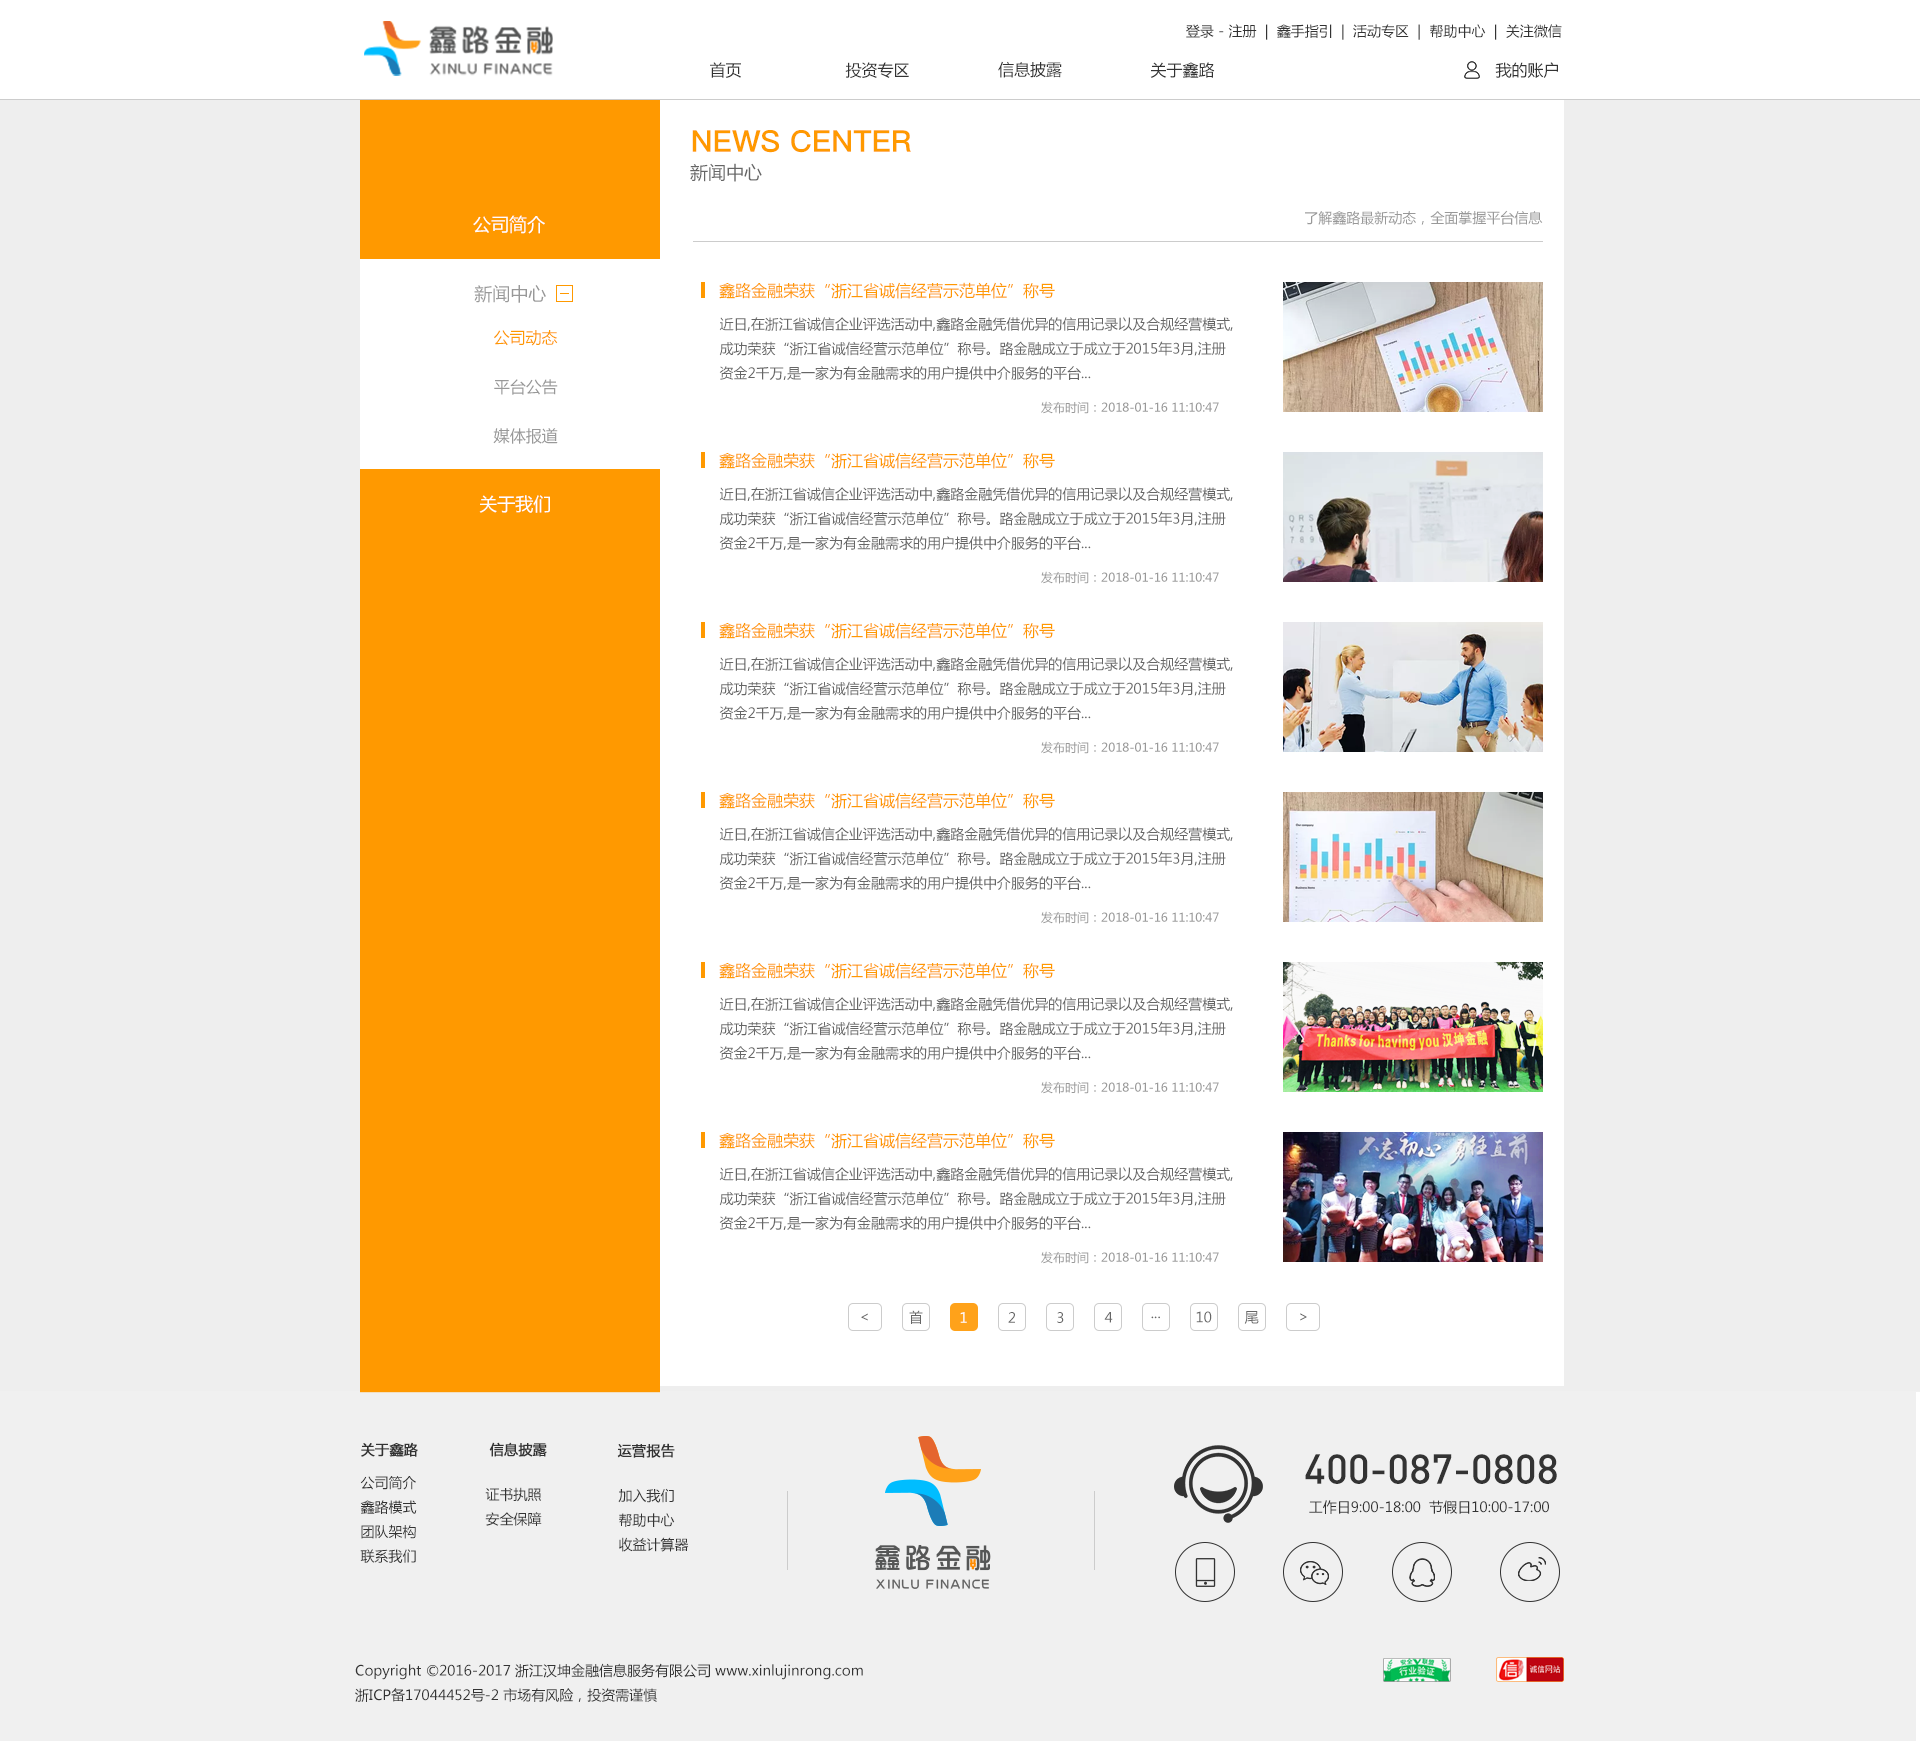 鑫路金融
XINLU FINANCE
登录 - 注册 | 鑫手指引 | 活动专区 | 帮助中心 | 关注微信
首页 投资专区 信息披露 关于鑫路 我的账户
NEWS CENTER
新闻中心
了解鑫路最新动态，全面掌握平台信息
公司简介
新闻中心
公司动态
平台公告
媒体报道
关于我们
鑫路金融荣获“浙江省诚信经营示范单位”称号
近日,在浙江省诚信企业评选活动中,鑫路金融凭借优异的信用记录以及合规经营模式,
成功荣获“浙江省诚信经营示范单位”称号。路金融成立于成立于2015年3月,注册
资金2千万,是一家为有金融需求的用户提供中介服务的平台...
发布时间：2018-01-16 11:10:47
鑫路金融荣获“浙江省诚信经营示范单位”称号
近日,在浙江省诚信企业评选活动中,鑫路金融凭借优异的信用记录以及合规经营模式,
成功荣获“浙江省诚信经营示范单位”称号。路金融成立于成立于2015年3月,注册
资金2千万,是一家为有金融需求的用户提供中介服务的平台...
发布时间：2018-01-16 11:10:47
鑫路金融荣获“浙江省诚信经营示范单位”称号
近日,在浙江省诚信企业评选活动中,鑫路金融凭借优异的信用记录以及合规经营模式,
成功荣获“浙江省诚信经营示范单位”称号。路金融成立于成立于2015年3月,注册
资金2千万,是一家为有金融需求的用户提供中介服务的平台...
发布时间：2018-01-16 11:10:47
鑫路金融荣获“浙江省诚信经营示范单位”称号
近日,在浙江省诚信企业评选活动中,鑫路金融凭借优异的信用记录以及合规经营模式,
成功荣获“浙江省诚信经营示范单位”称号。路金融成立于成立于2015年3月,注册
资金2千万,是一家为有金融需求的用户提供中介服务的平台...
发布时间：2018-01-16 11:10:47
鑫路金融荣获“浙江省诚信经营示范单位”称号
近日,在浙江省诚信企业评选活动中,鑫路金融凭借优异的信用记录以及合规经营模式,
成功荣获“浙江省诚信经营示范单位”称号。路金融成立于成立于2015年3月,注册
资金2千万,是一家为有金融需求的用户提供中介服务的平台...
发布时间：2018-01-16 11:10:47
Thanks for having you 汉坤金融
鑫路金融荣获“浙江省诚信经营示范单位”称号
近日,在浙江省诚信企业评选活动中,鑫路金融凭借优异的信用记录以及合规经营模式,
成功荣获“浙江省诚信经营示范单位”称号。路金融成立于成立于2015年3月,注册
资金2千万,是一家为有金融需求的用户提供中介服务的平台...
发布时间：2018-01-16 11:10:47
不忘初心 勇往直前
< 首 1 2 3 4 ... 10 尾 >
关于鑫路
公司简介
鑫路模式
团队架构
联系我们
信息披露
证书执照
安全保障
运营报告
加入我们
帮助中心
收益计算器
鑫路金融
XINLU FINANCE
400-087-0808
工作日9:00-18:00 节假日10:00-17:00
Copyright ©2016-2017 浙江汉坤金融信息服务有限公司 www.xinlujinrong.com
浙ICP备17044452号-2 市场有风险，投资需谨慎
安全联盟
行业验证
信 诚信网站